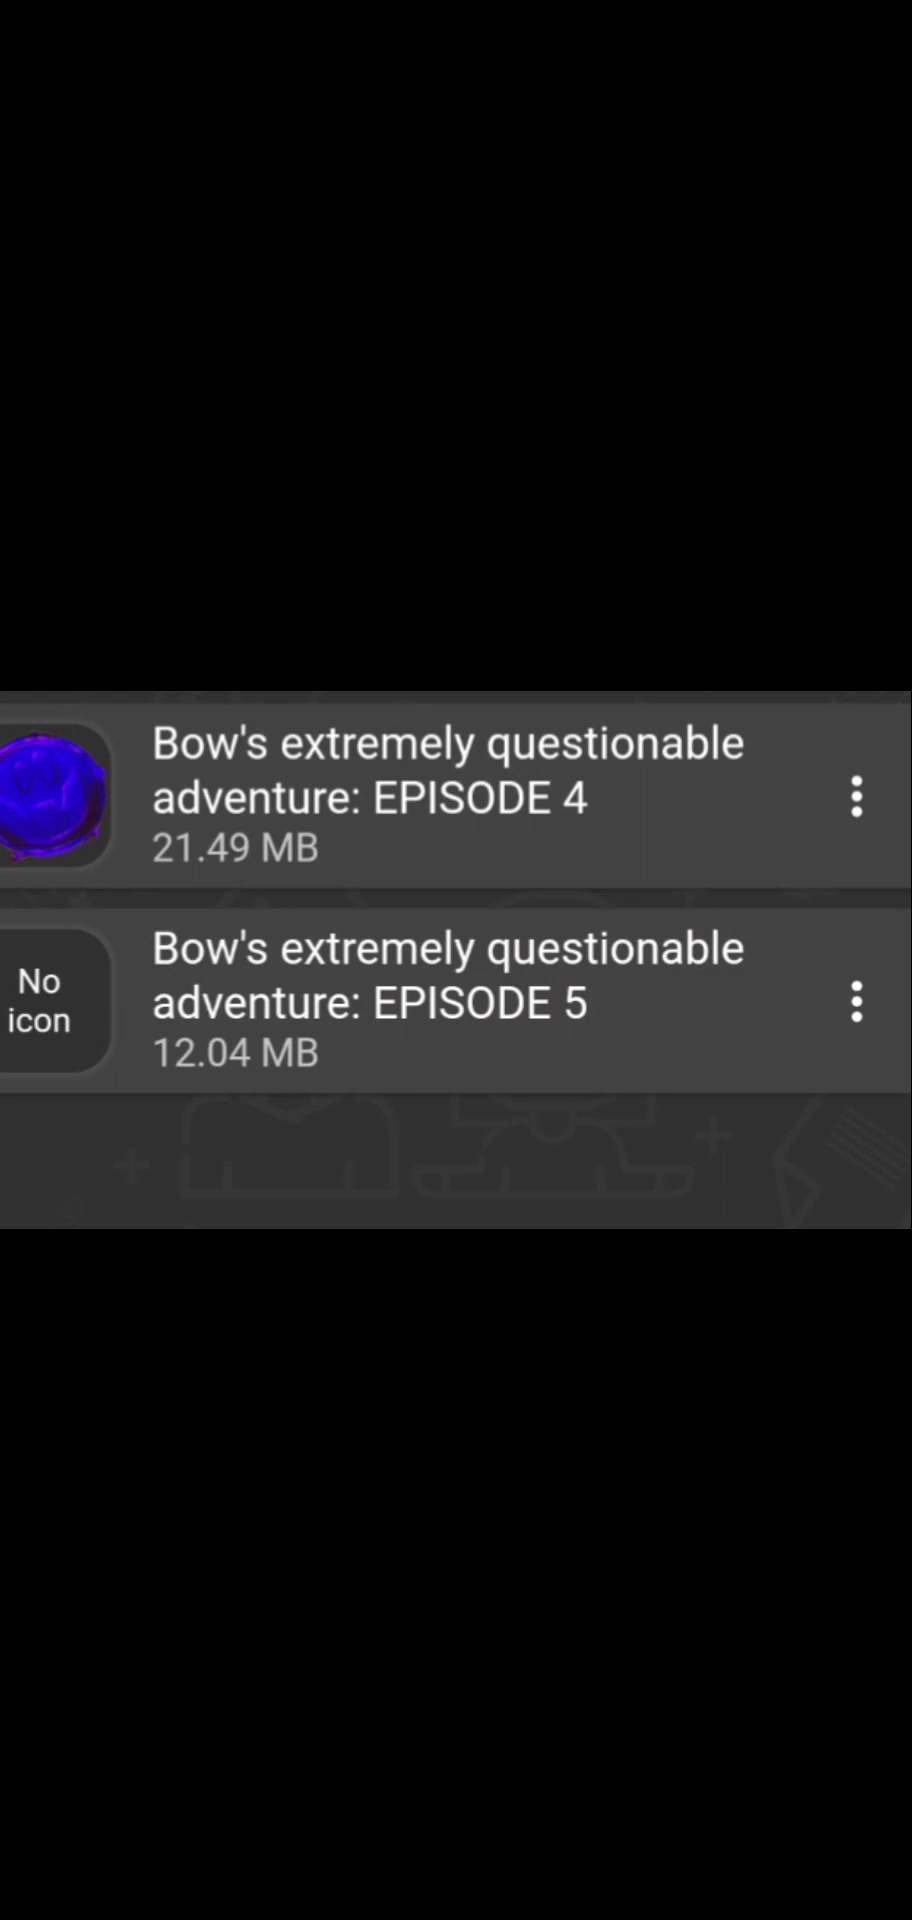 Bow's extremely questionable
adventure: EPISODE 4
21.49 MB
No
icon
Bow's extremely questionable
adventure: EPISODE 5
12.04 MB